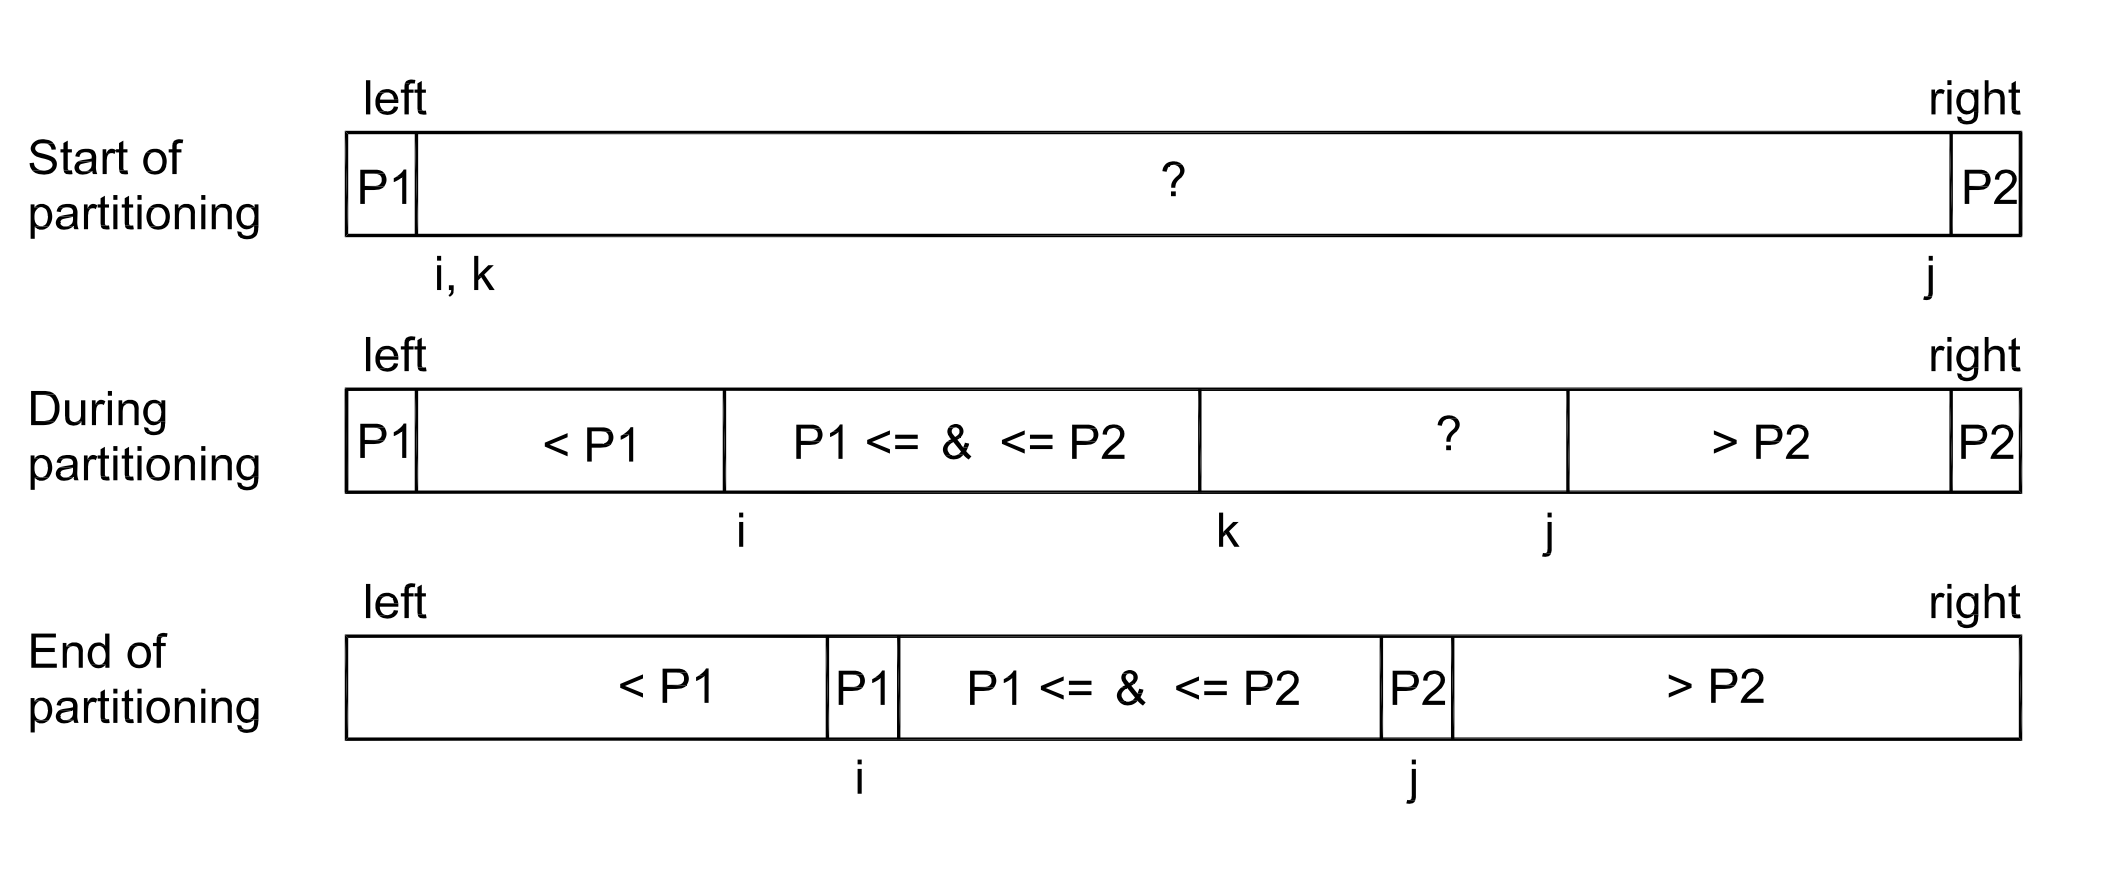 left right
Start of
partitioning
P1 ? P2
i, k j
left right
During
partitioning
P1 < P1 P1 <= & <= P2 ? > P2 P2
i k j
left right
End of
partitioning
< P1 P1 P1 <= & <= P2 P2 > P2
i j